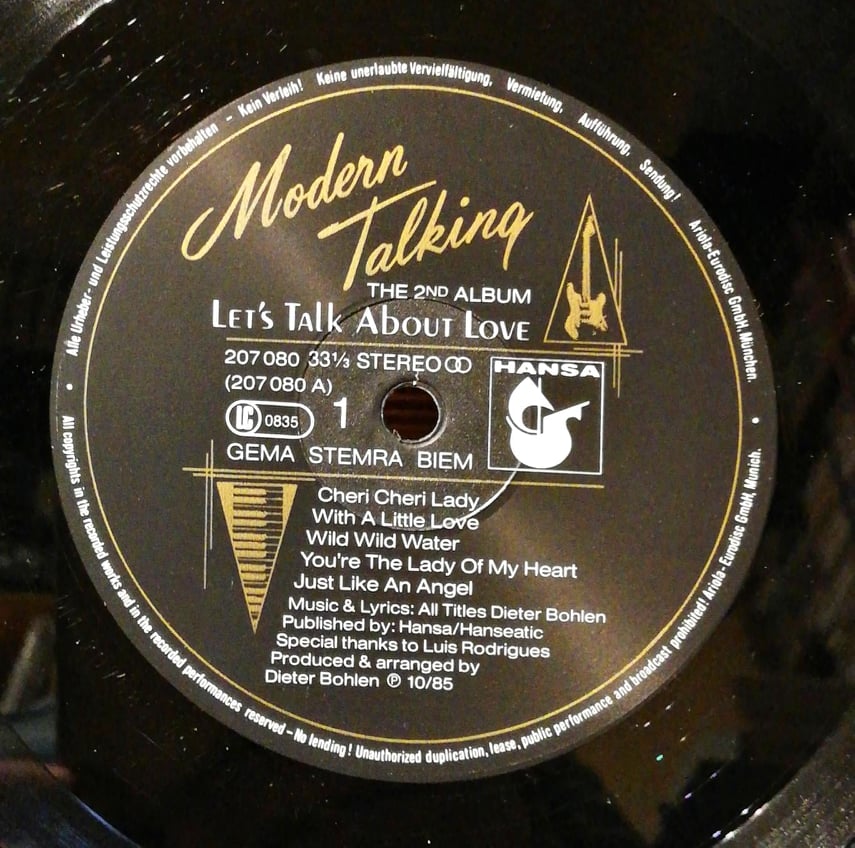 Alle Urheber- und Leistungsschutzrechte vorbehalten – Kein Verleih! Keine unerlaubte Vervielfältigung, Vermietung, Aufführung, Sendung! Ariola-Eurodisc GmbH, München.
Modern
Talking
THE 2ND ALBUM
LET'S TALK ABOUT LOVE
207 080 33⅓ STEREO
(207 080 A)
LC 0835
1
HANSA
GEMA STEMRA BIEM
Cheri Cheri Lady
With A Little Love
Wild Wild Water
You're The Lady Of My Heart
Just Like An Angel
Music & Lyrics: All Titles Dieter Bohlen
Published by: Hansa/Hanseatic
Special thanks to Luis Rodrigues
Produced & arranged by
Dieter Bohlen ℗ 10/85
All copyrights in the recorded works and in the recorded performances reserved – No lending! Unauthorized duplication, lease, public performance and broadcast prohibited! Ariola-Eurodisc GmbH, Munich.